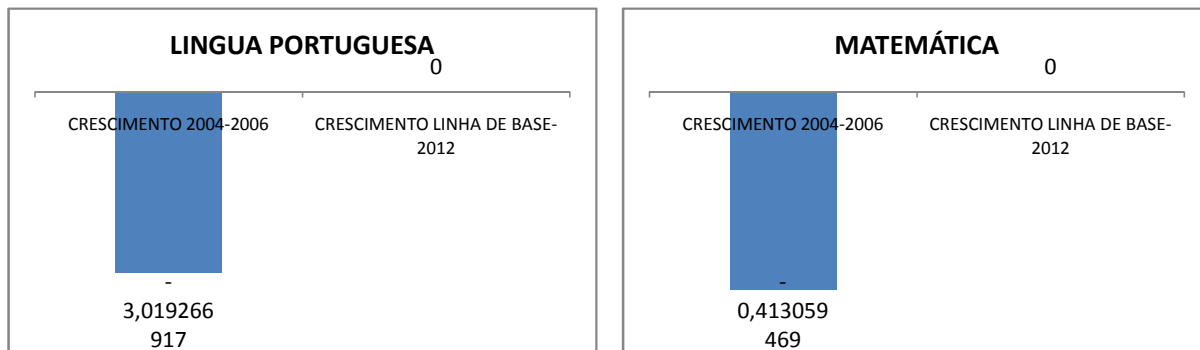 LINGUA PORTUGUESA
0
CRESCIMENTO 2004-2006
CRESCIMENTO LINHA DE BASE-
2012
-
3,019266
917
MATEMÁTICA
0
CRESCIMENTO 2004-2006
CRESCIMENTO LINHA DE BASE-
2012
-
0,413059
469